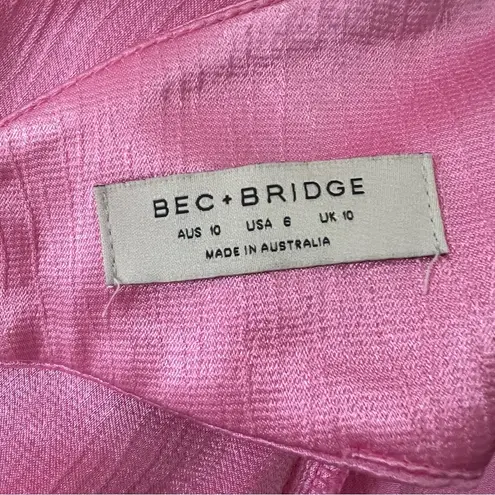 BEC+BRIDGE
AUS 10 USA 6 UK 10
MADE IN AUSTRALIA